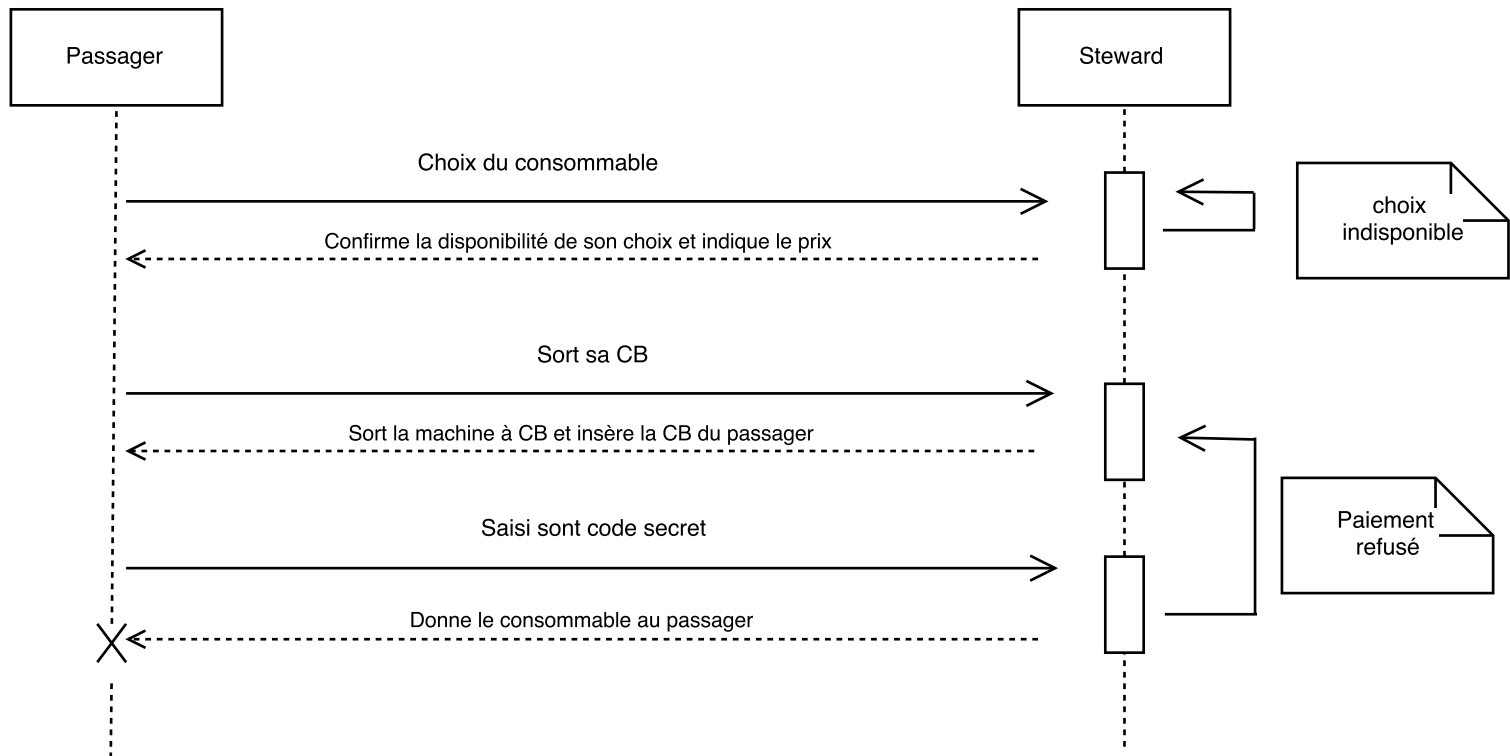 Passager
Steward
Choix du consommable
Confirme la disponibilité de son choix et indique le prix
choix
indisponible
Sort sa CB
Sort la machine à CB et insère la CB du passager
Saisi sont code secret
Paiement
refusé
Donne le consommable au passager